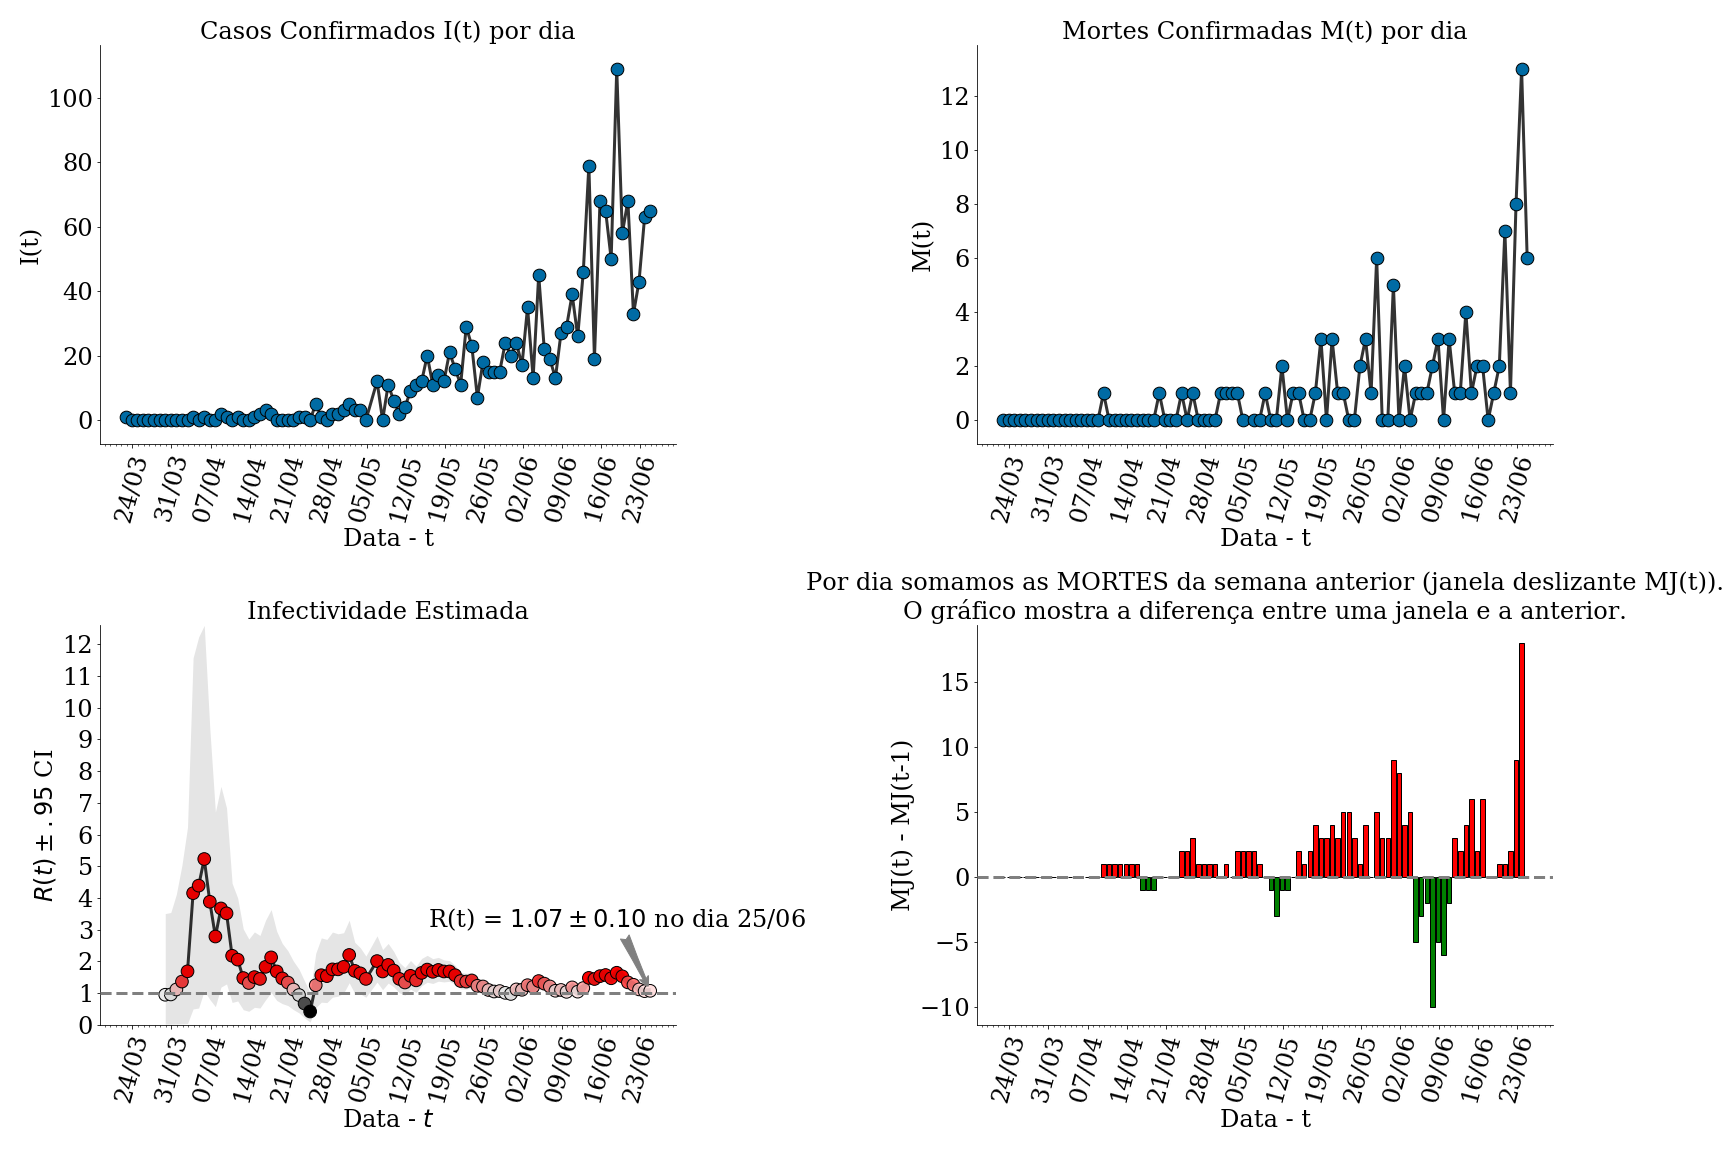 Casos Confirmados I(t) por dia
I(t)
100
80
60
40
20
0
24/03 31/03 07/04 14/04 21/04 28/04 05/05 12/05 19/05 26/05 02/06 09/06 16/06 23/06
Data - t
Mortes Confirmadas M(t) por dia
M(t)
12
10
8
6
4
2
0
24/03 31/03 07/04 14/04 21/04 28/04 05/05 12/05 19/05 26/05 02/06 09/06 16/06 23/06
Data - t
Infectividade Estimada
R(t) ± .95 CI
12
11
10
9
8
7
6
5
4
3
2
1
0
R(t) = 1.07 ± 0.10 no dia 25/06
24/03 31/03 07/04 14/04 21/04 28/04 05/05 12/05 19/05 26/05 02/06 09/06 16/06 23/06
Data - t
Por dia somamos as MORTES da semana anterior (janela deslizante MJ(t)).
O gráfico mostra a diferença entre uma janela e a anterior.
MJ(t) - MJ(t-1)
15
10
5
0
−5
−10
24/03 31/03 07/04 14/04 21/04 28/04 05/05 12/05 19/05 26/05 02/06 09/06 16/06 23/06
Data - t